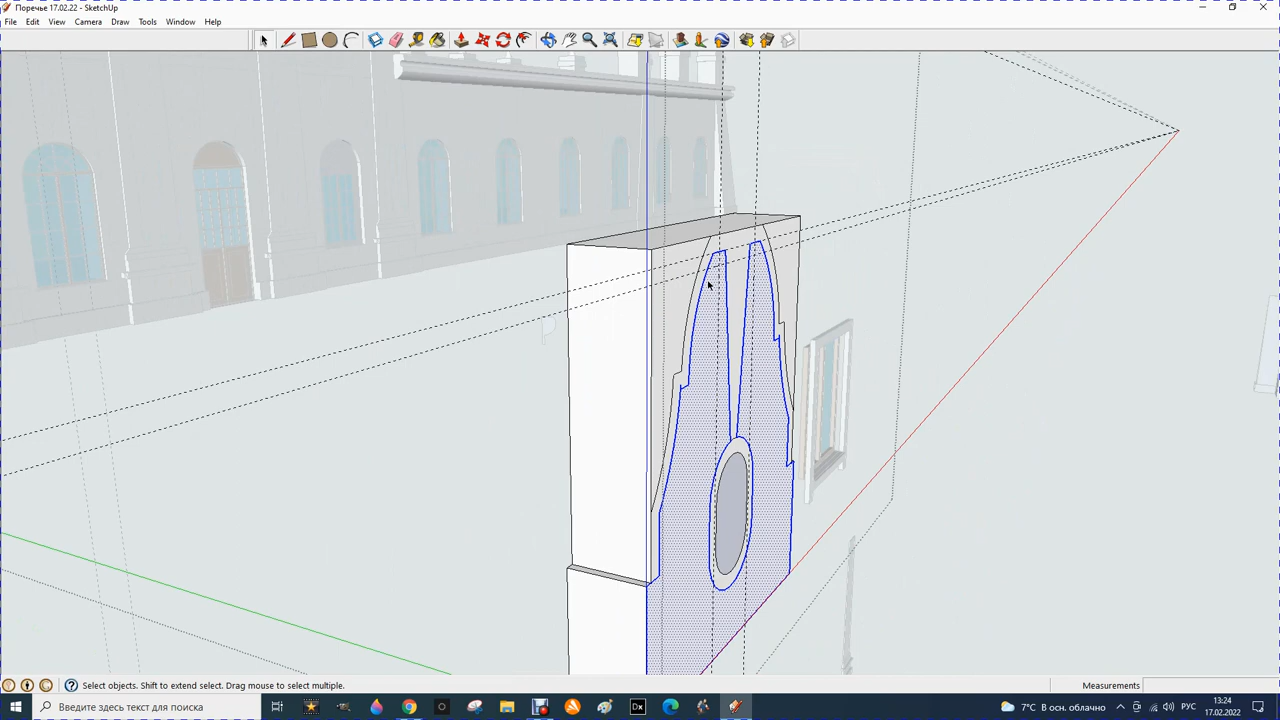 Поречье 17.02.22 - SketchUp
File Edit View Camera Draw Tools Window Help
Select objects. Shift to extend select. Drag mouse to select multiple.
Measurements
Введите здесь текст для поиска
Dx
7°C В осн. облачно
РУС
13:24
17.02.2022